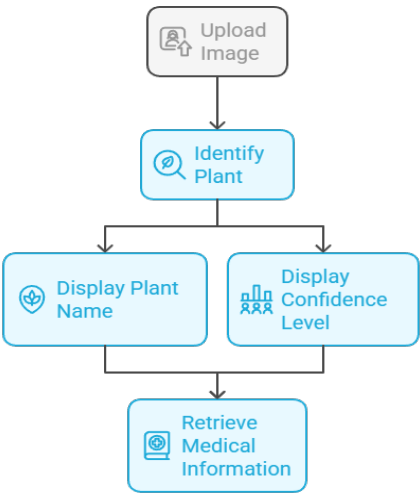 Upload
Image
Identify
Plant
Display Plant
Name
Display
Confidence
Level
Retrieve
Medical
Information